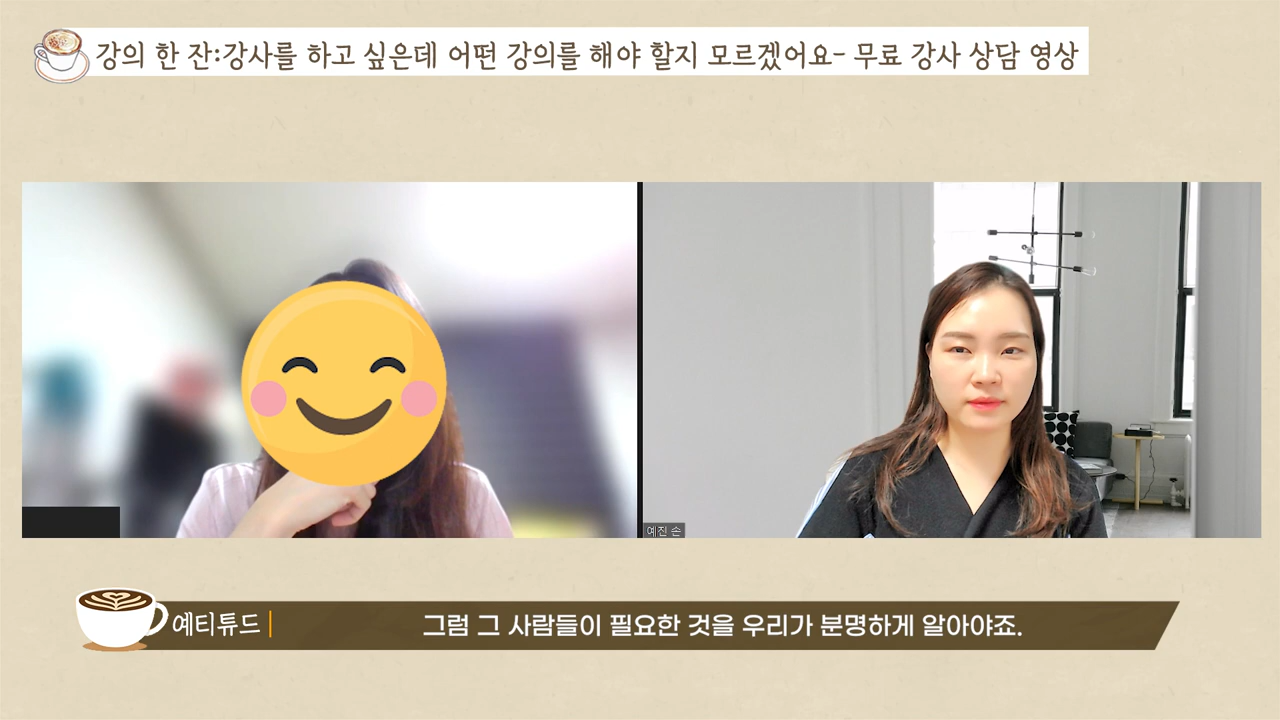 강의 한 잔:강사를 하고 싶은데 어떤 강의를 해야 할지 모르겠어요- 무료 강사 상담 영상
예진 손
예티튜드
그럼 그 사람들이 필요한 것을 우리가 분명하게 알아야죠.